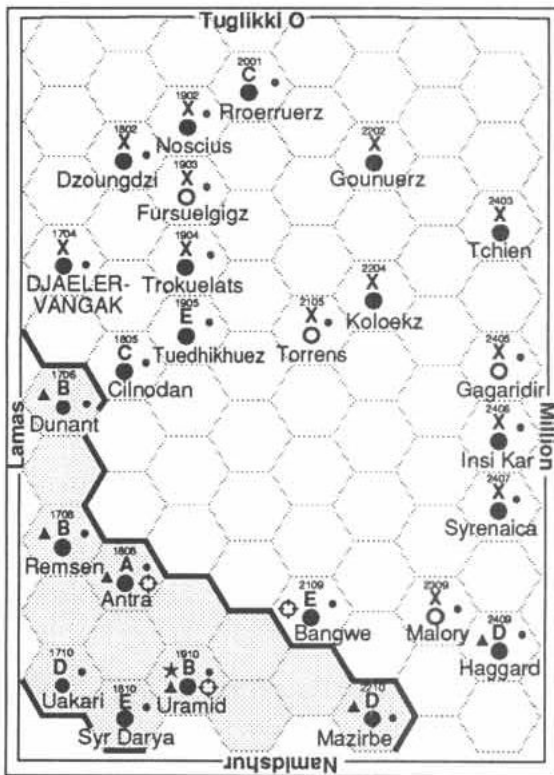 Tuglikki O
2001
C
Rroerruerz
1902
X
Noscius
1802
X
Dzoungdzi
2202
X
Gounuerz
1903
X
Fursuelgigz
2403
X
Tchien
1704
X
DJAELER-
VANGAK
1904
X
Trokuelats
2204
X
Koloekz
1905
E
Tuedhikhuez
2105
X
Torrens
1805
C
Cilnodan
2405
X
Gagaridir
1706
B
Dunant
Lamas
Million
2406
X
Insi Kar
2407
X
Syrenaica
1708
B
Remsen
1808
A
Antra
2109
E
Bangwe
2309
X
Malory
2409
D
Haggard
1710
D
Uakari
1910
B
Uramid
1810
E
Syr Darya
2210
D
Mazirbe
Namidshur